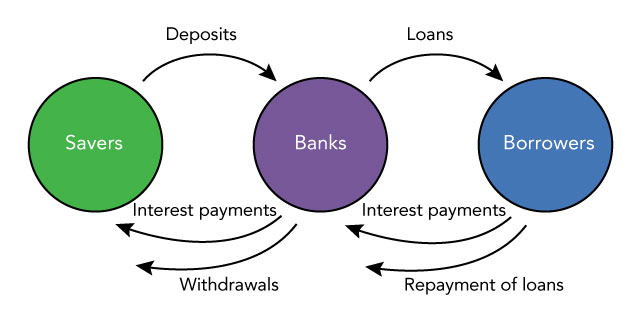 Deposits
Loans
Savers
Banks
Borrowers
Interest payments
Interest payments
Withdrawals
Repayment of loans